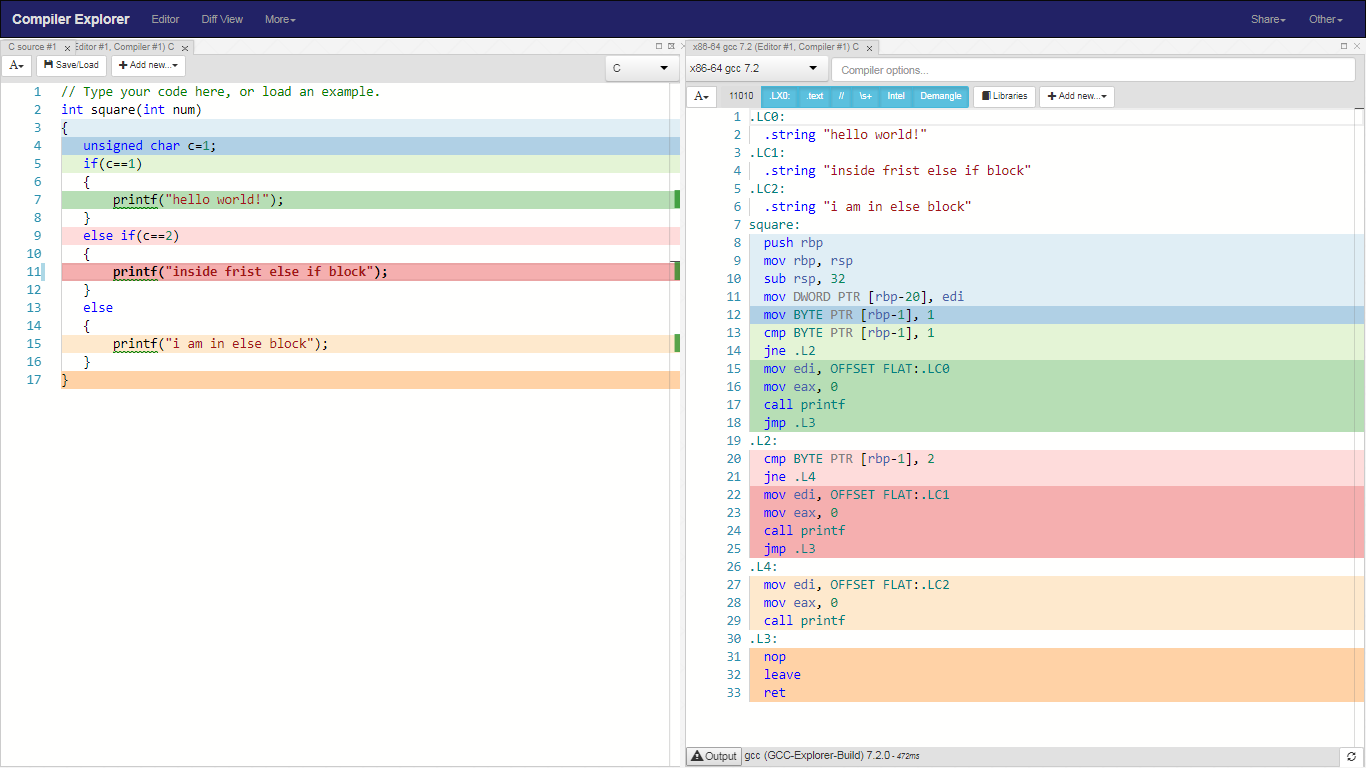 Compiler Explorer Editor Diff View More Share Other
C source #1 Editor #1, Compiler #1) C
A Save/Load + Add new... C
1 // Type your code here, or load an example.
2 int square(int num)
3 {
4 unsigned char c=1;
5 if(c==1)
6 {
7 printf("hello world!");
8 }
9 else if(c==2)
10 {
11 printf("inside frist else if block");
12 }
13 else
14 {
15 printf("i am in else block");
16 }
17 }
x86-64 gcc 7.2 (Editor #1, Compiler #1) C
x86-64 gcc 7.2 Compiler options...
A 11010 .LX0: .text // \s+ Intel Demangle Libraries + Add new...
1 .LC0:
2 .string "hello world!"
3 .LC1:
4 .string "inside frist else if block"
5 .LC2:
6 .string "i am in else block"
7 square:
8 push rbp
9 mov rbp, rsp
10 sub rsp, 32
11 mov DWORD PTR [rbp-20], edi
12 mov BYTE PTR [rbp-1], 1
13 cmp BYTE PTR [rbp-1], 1
14 jne .L2
15 mov edi, OFFSET FLAT:.LC0
16 mov eax, 0
17 call printf
18 jmp .L3
19 .L2:
20 cmp BYTE PTR [rbp-1], 2
21 jne .L4
22 mov edi, OFFSET FLAT:.LC1
23 mov eax, 0
24 call printf
25 jmp .L3
26 .L4:
27 mov edi, OFFSET FLAT:.LC2
28 mov eax, 0
29 call printf
30 .L3:
31 nop
32 leave
33 ret
Output gcc (GCC-Explorer-Build) 7.2.0 - 472ms